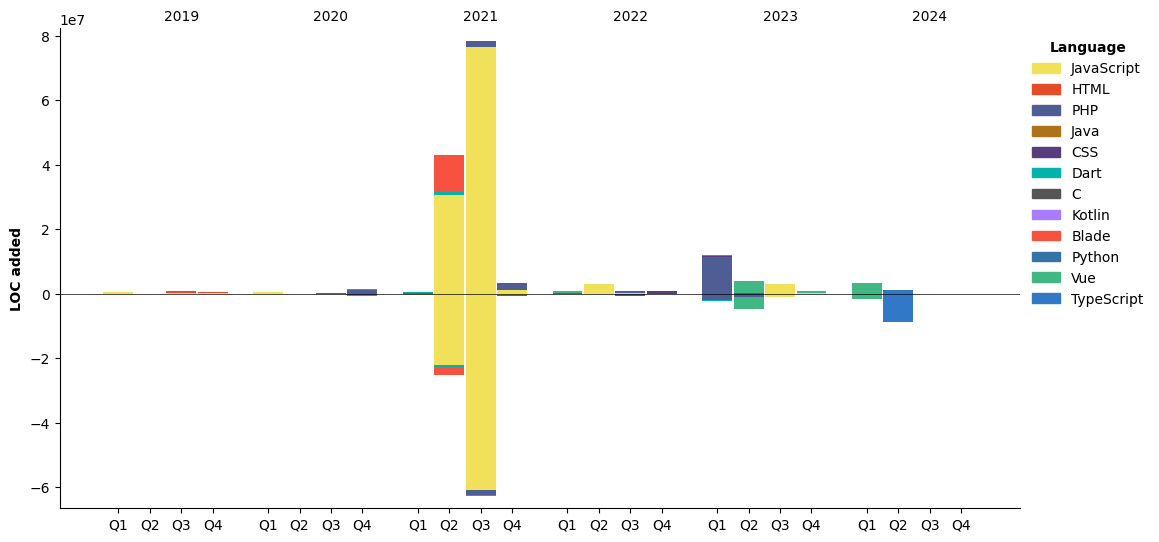 2019 2020 2021 2022 2023 2024
1e7
8
6
4
2
0
−2
−4
−6
LOC added
Q1 Q2 Q3 Q4 Q1 Q2 Q3 Q4 Q1 Q2 Q3 Q4 Q1 Q2 Q3 Q4 Q1 Q2 Q3 Q4 Q1 Q2 Q3 Q4
Language
JavaScript
HTML
PHP
Java
CSS
Dart
C
Kotlin
Blade
Python
Vue
TypeScript